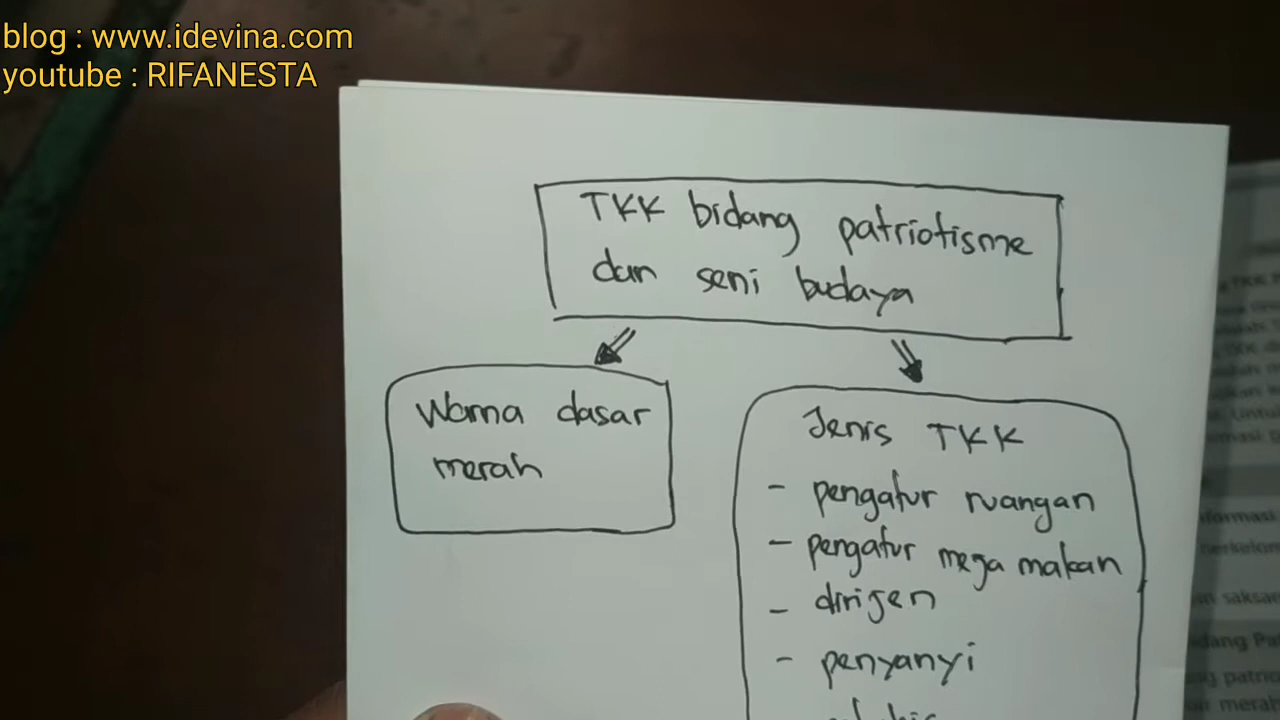 blog : www.idevina.com
youtube : RIFANESTA
TKK bidang patriotisme
dan seni budaya
Warna dasar
merah
Jenis TKK
- pengatur ruangan
- pengatur mega makan
- dirijen
- penyanyi